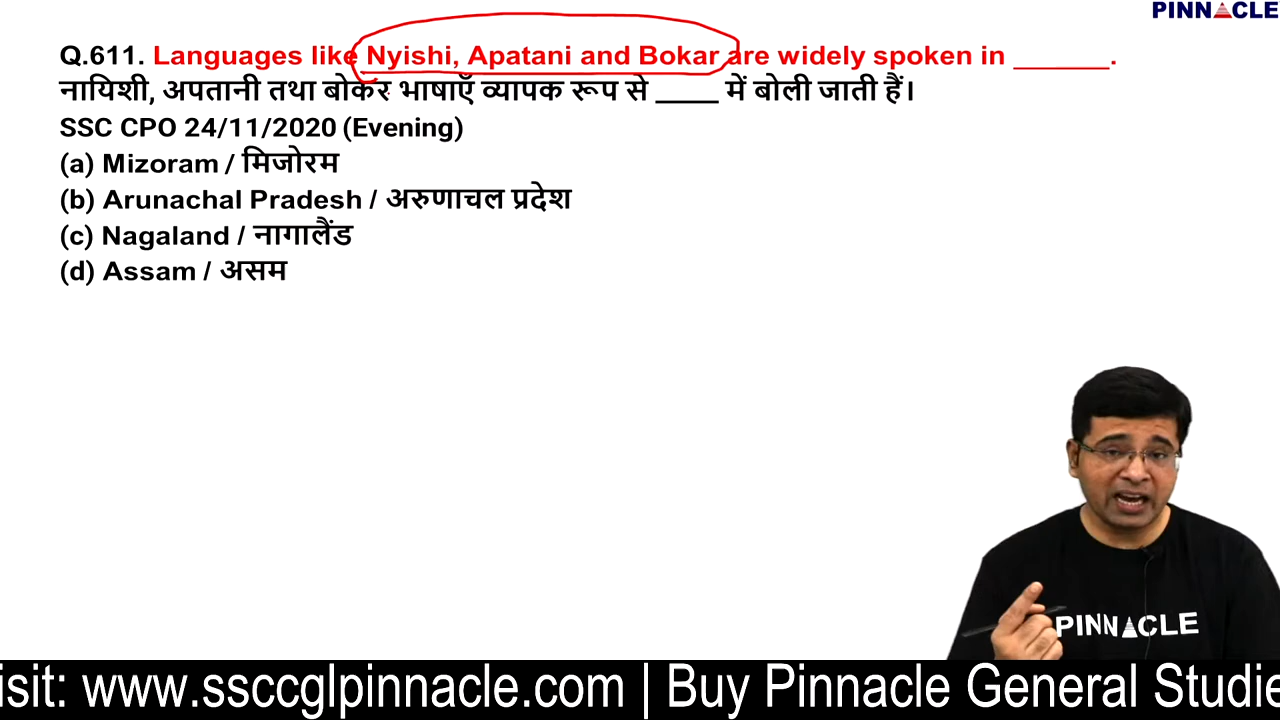 PINNACLE
Q.611. Languages like Nyishi, Apatani and Bokar are widely spoken in _______.
नायिशी, अपतानी तथा बोकर भाषाएँ व्यापक रूप से _____ में बोली जाती हैं।
SSC CPO 24/11/2020 (Evening)
(a) Mizoram / मिजोरम
(b) Arunachal Pradesh / अरुणाचल प्रदेश
(c) Nagaland / नागालैंड
(d) Assam / असम
PINNACLE
isit: www.ssccglpinnacle.com | Buy Pinnacle General Studie